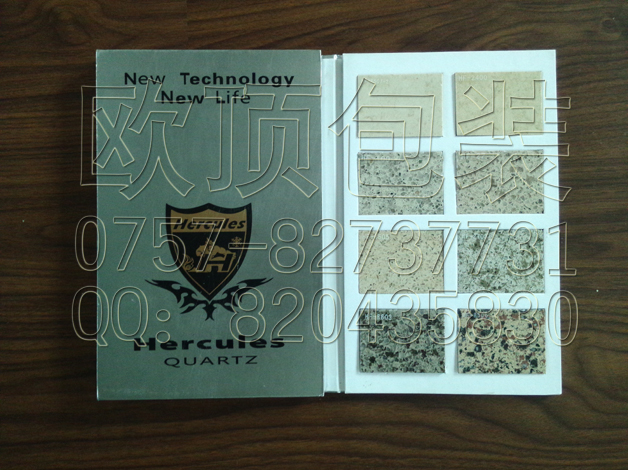 New Technology
New Life
欧顶包装
Hercules
0757-82737731
QQ: 820435830
Hercules
QUARTZ